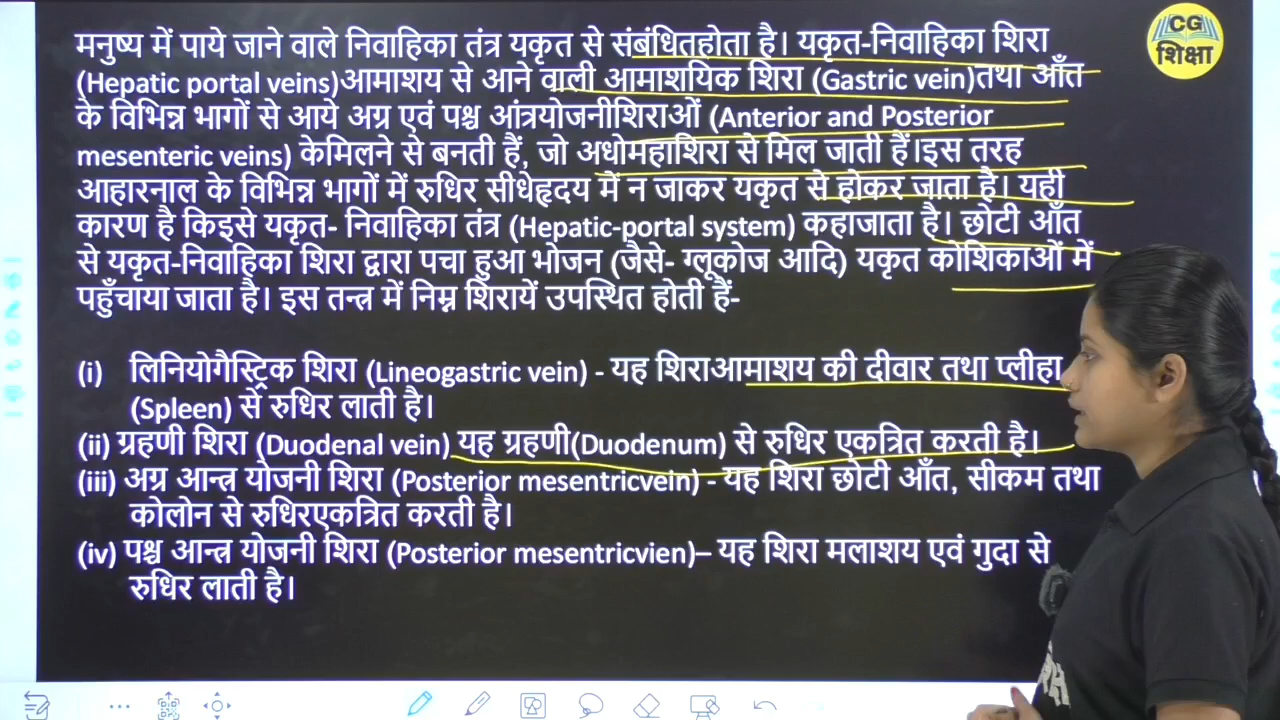 CG
शिक्षा
मनुष्य में पाये जाने वाले निवाहिका तंत्र यकृत से संबंधितहोता है। यकृत-निवाहिका शिरा
(Hepatic portal veins)आमाशय से आने वाली आमाशयिक शिरा (Gastric vein)तथा आँत
के विभिन्न भागों से आये अग्र एवं पश्च आंत्रयोजनीशिराओं (Anterior and Posterior
mesenteric veins) केमिलने से बनती हैं, जो अधोमहाशिरा से मिल जाती हैं।इस तरह
आहारनाल के विभिन्न भागों में रुधिर सीधेहृदय में न जाकर यकृत से होकर जाता है। यही
कारण है किइसे यकृत- निवाहिका तंत्र (Hepatic-portal system) कहाजाता है। छोटी आँत
से यकृत-निवाहिका शिरा द्वारा पचा हुआ भोजन (जैसे- ग्लूकोज आदि) यकृत कोशिकाओं में
पहुँचाया जाता है। इस तन्त्र में निम्न शिरायें उपस्थित होती हैं-
(i) लिनियोगैस्ट्रिक शिरा (Lineogastric vein) - यह शिराआमाशय की दीवार तथा प्लीहा
(Spleen) से रुधिर लाती है।
(ii) ग्रहणी शिरा (Duodenal vein) यह ग्रहणी(Duodenum) से रुधिर एकत्रित करती है।
(iii) अग्र आन्त्र योजनी शिरा (Posterior mesentricvein) - यह शिरा छोटी आँत, सीकम तथा
कोलोन से रुधिरएकत्रित करती है।
(iv) पश्च आन्त्र योजनी शिरा (Posterior mesentricvien)– यह शिरा मलाशय एवं गुदा से
रुधिर लाती है।